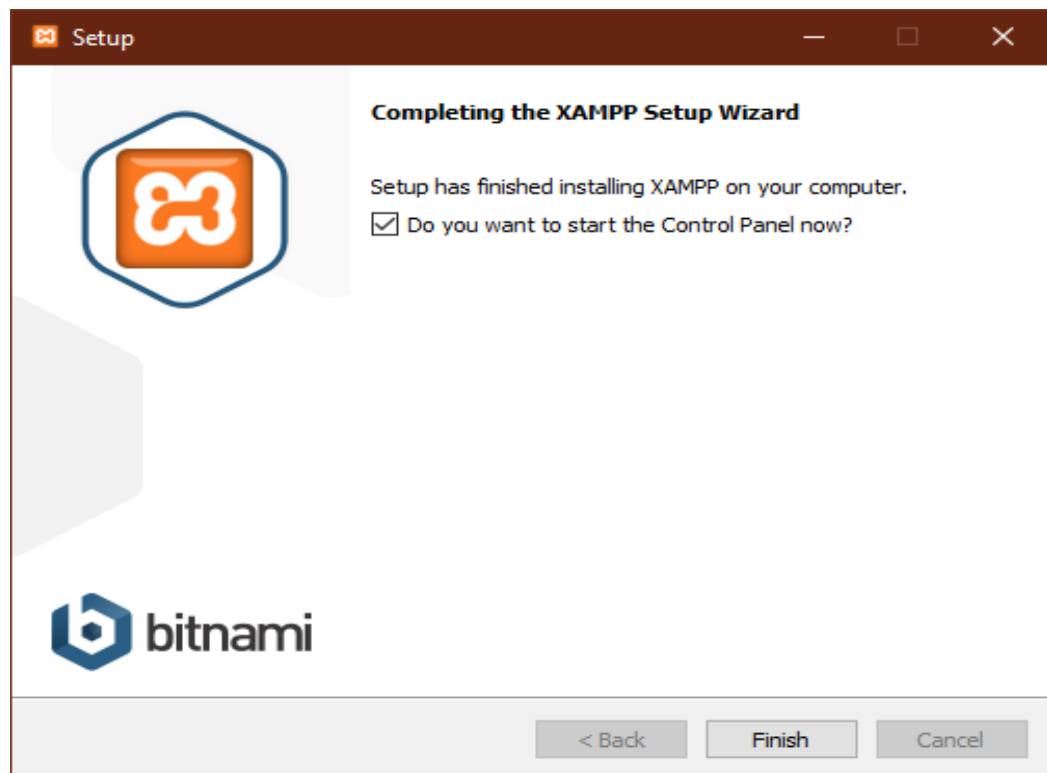 Setup
Completing the XAMPP Setup Wizard
Setup has finished installing XAMPP on your computer.
Do you want to start the Control Panel now?
bitnami
< Back
Finish
Cancel